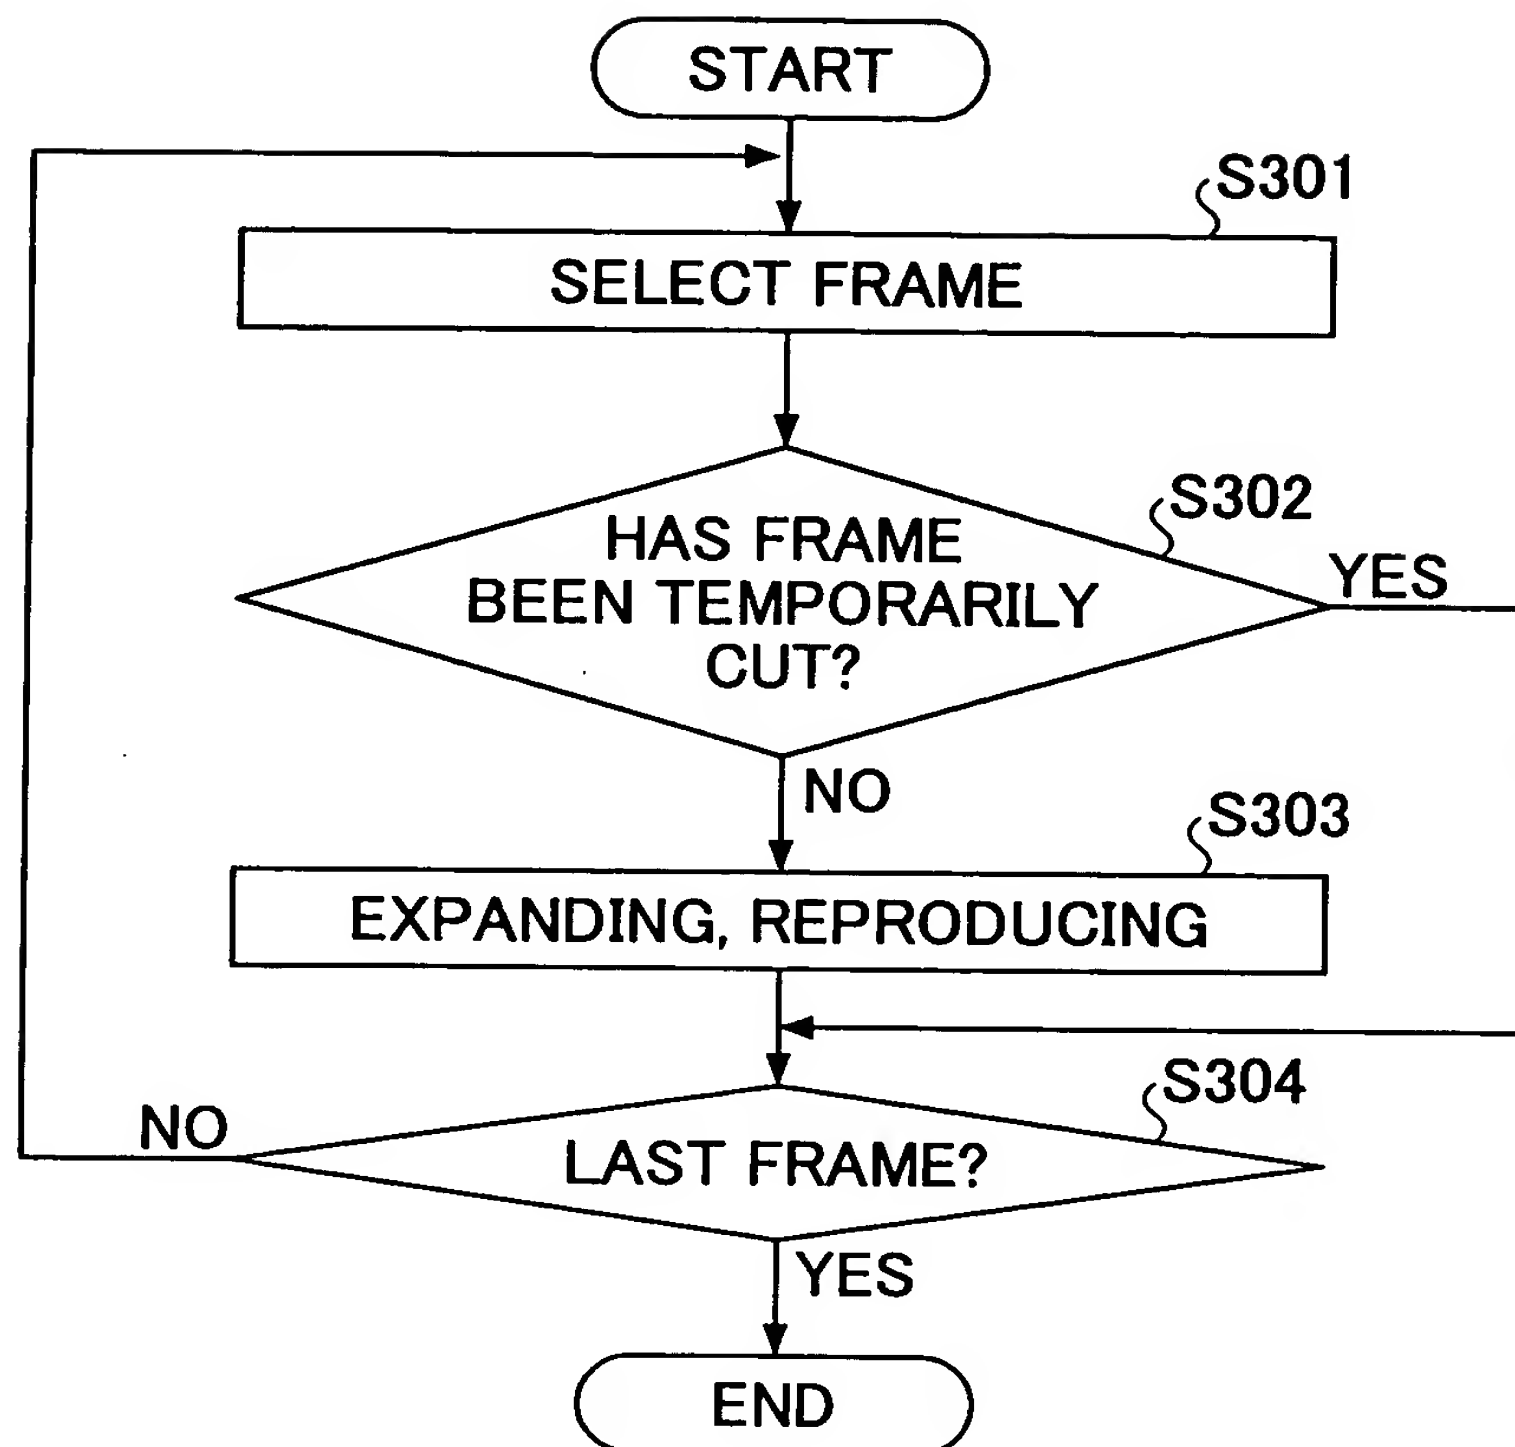 START
S301
SELECT FRAME
S302
HAS FRAME
BEEN TEMPORARILY
CUT?
YES
NO
S303
EXPANDING, REPRODUCING
S304
NO
LAST FRAME?
YES
END